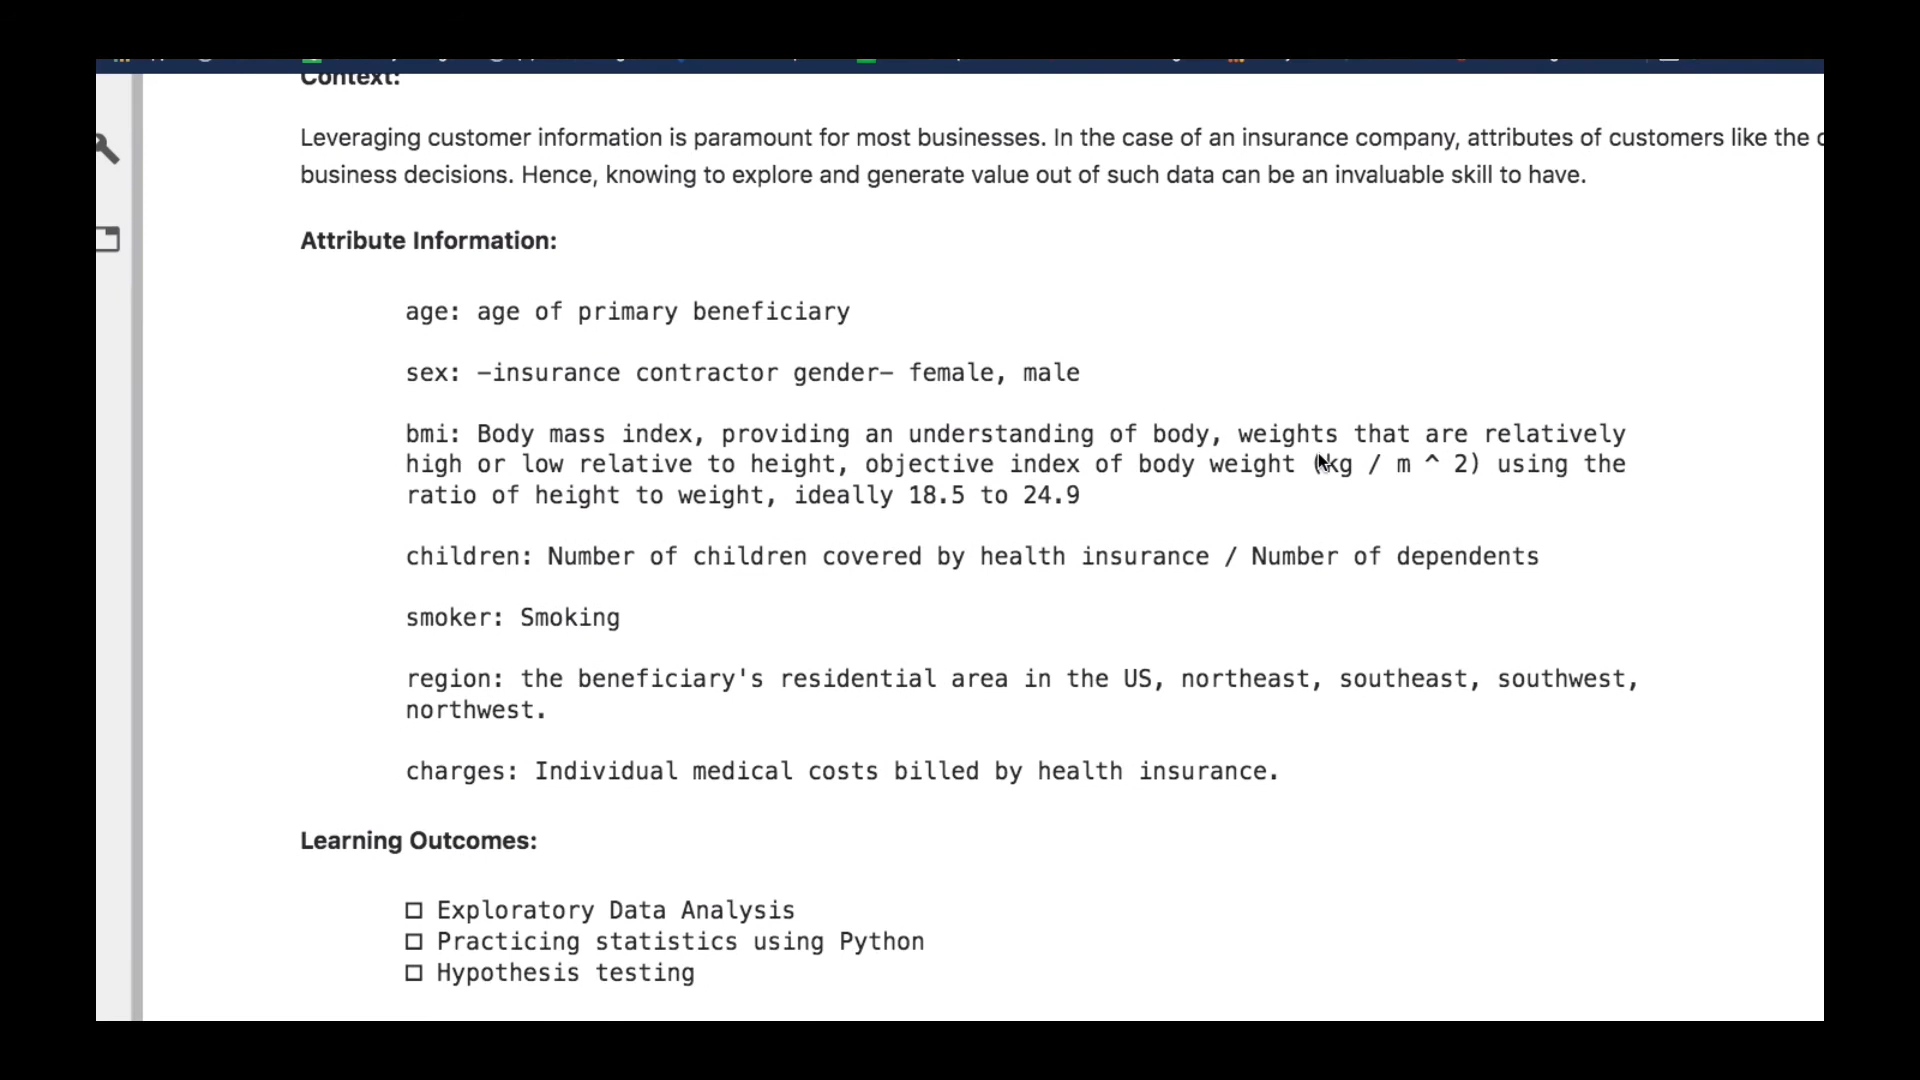 Context:
Leveraging customer information is paramount for most businesses. In the case of an insurance company, attributes of customers like the
business decisions. Hence, knowing to explore and generate value out of such data can be an invaluable skill to have.
Attribute Information:
age: age of primary beneficiary
sex: -insurance contractor gender- female, male
bmi: Body mass index, providing an understanding of body, weights that are relatively
high or low relative to height, objective index of body weight (kg / m ^ 2) using the
ratio of height to weight, ideally 18.5 to 24.9
children: Number of children covered by health insurance / Number of dependents
smoker: Smoking
region: the beneficiary's residential area in the US, northeast, southeast, southwest,
northwest.
charges: Individual medical costs billed by health insurance.
Learning Outcomes:
☐ Exploratory Data Analysis
☐ Practicing statistics using Python
☐ Hypothesis testing